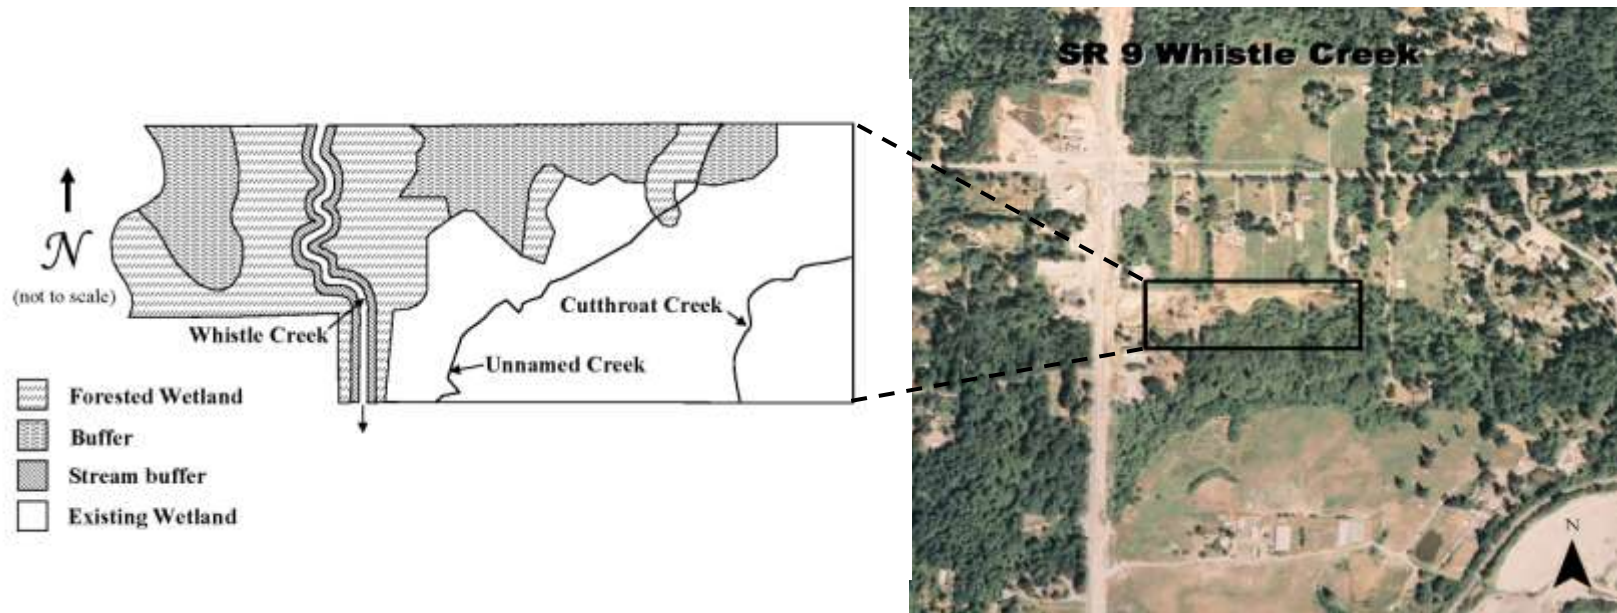 SR 9 Whistle Creek
N
(not to scale)
Whistle Creek
Cutthroat Creek
Unnamed Creek
Forested Wetland
Buffer
Stream buffer
Existing Wetland
N